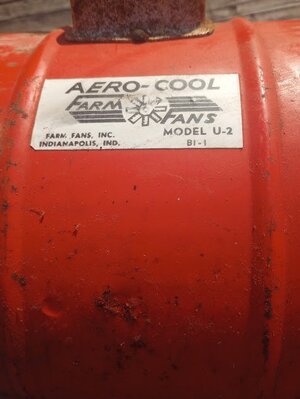 AERO-COOL
FARM FANS
MODEL U-2
FARM FANS, INC.
INDIANAPOLIS, IND.
BI-1